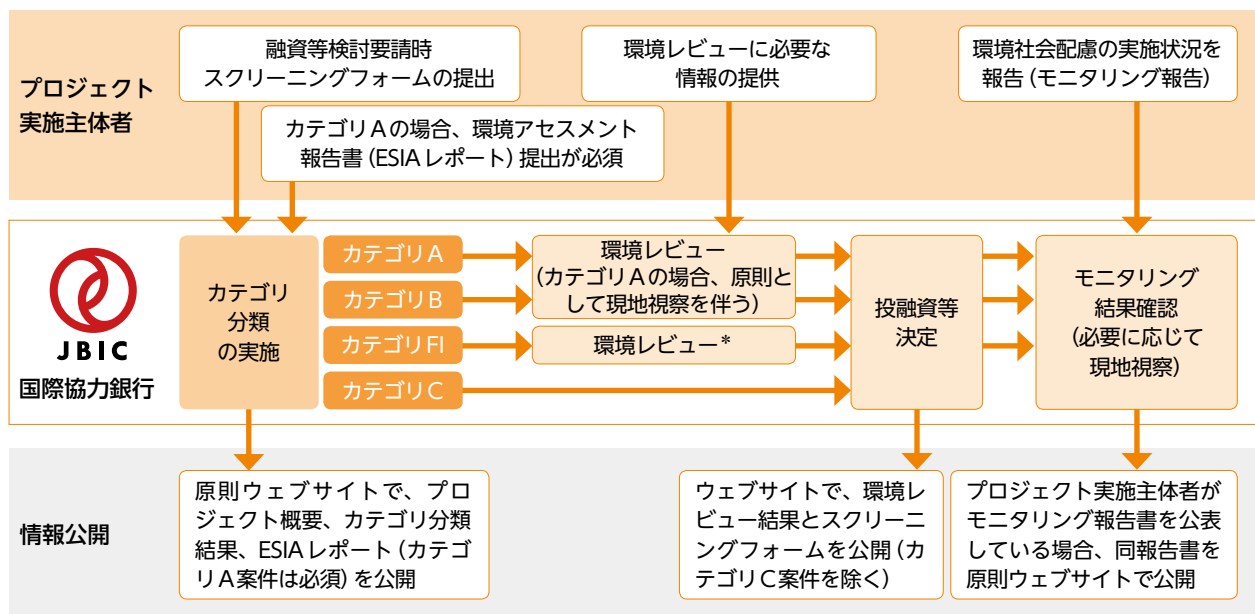 プロジェクト
実施主体者
融資等検討要請時
スクリーニングフォームの提出
カテゴリAの場合、環境アセスメント
報告書(ESIAレポート)提出が必須
環境レビューに必要な
情報の提供
環境社会配慮の実施状況を
報告(モニタリング報告)
JBIC
国際協力銀行
カテゴリ
分類
の実施
カテゴリA
カテゴリB
カテゴリFI
カテゴリC
環境レビュー
(カテゴリAの場合、原則と
して現地視察を伴う)
環境レビュー*
投融資等
決定
モニタリング
結果確認
(必要に応じて
現地視察)
情報公開
原則ウェブサイトで、プロ
ジェクト概要、カテゴリ分類
結果、ESIAレポート(カテゴ
リA案件は必須)を公開
ウェブサイトで、環境レ
ビュー結果とスクリーニ
ングフォームを公開(カ
テゴリC案件を除く)
プロジェクト実施主体者が
モニタリング報告書を公表
している場合、同報告書を
原則ウェブサイトで公開